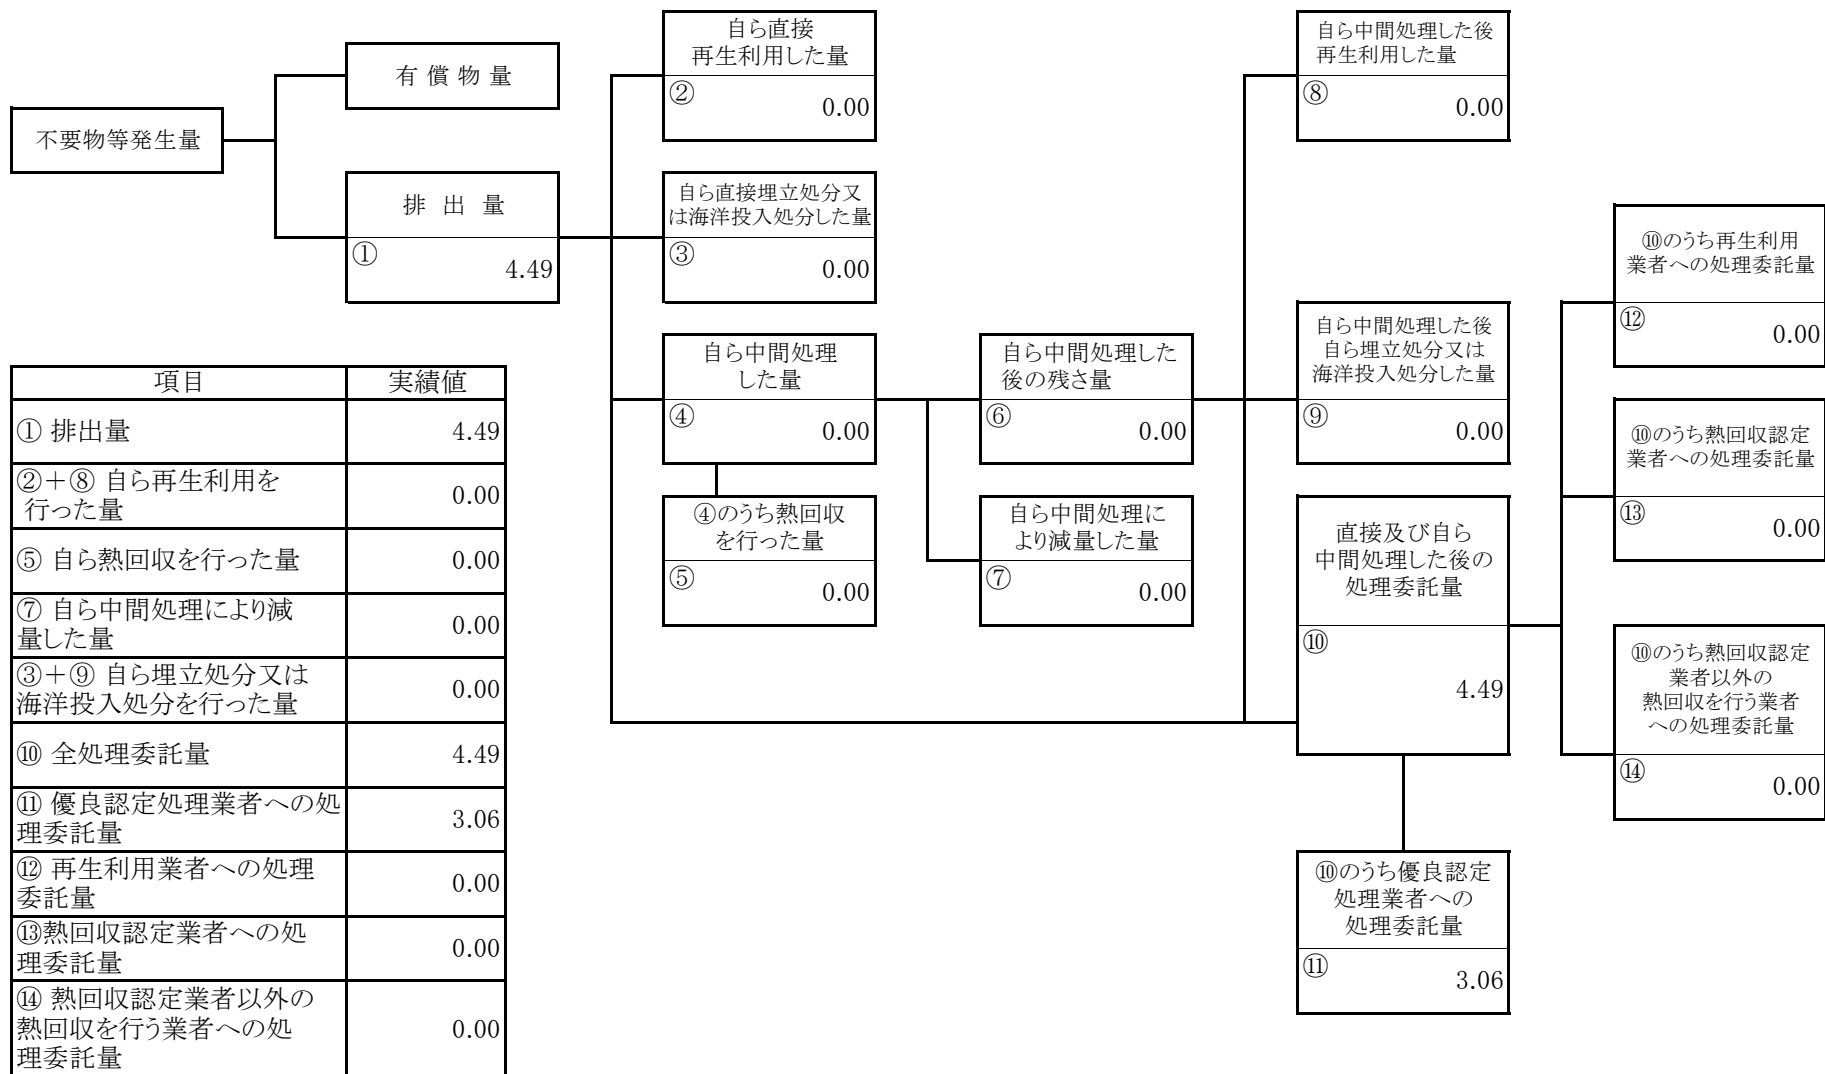 不要物等発生量
有 償 物 量
排 出 量
①
4.49
自ら直接
再生利用した量
②
0.00
自ら直接埋立処分又
は海洋投入処分した量
③
0.00
自ら中間処理
した量
④
0.00
④のうち熱回収
を行った量
⑤
0.00
自ら中間処理した
後の残さ量
⑥
0.00
自ら中間処理に
より減量した量
⑦
0.00
自ら中間処理した後
再生利用した量
⑧
0.00
自ら中間処理した後
自ら埋立処分又は
海洋投入処分した量
⑨
0.00
直接及び自ら
中間処理した後の
処理委託量
⑩
4.49
⑩のうち優良認定
処理業者への
処理委託量
⑪
3.06
⑩のうち再生利用
業者への処理委託量
⑫
0.00
⑩のうち熱回収認定
業者への処理委託量
⑬
0.00
⑩のうち熱回収認定
業者以外の
熱回収を行う業者
への処理委託量
⑭
0.00
項目 実績値
① 排出量 4.49
②＋⑧ 自ら再生利用を
行った量 0.00
⑤ 自ら熱回収を行った量 0.00
⑦ 自ら中間処理により減
量した量 0.00
③＋⑨ 自ら埋立処分又は
海洋投入処分を行った量 0.00
⑩ 全処理委託量 4.49
⑪ 優良認定処理業者への処
理委託量 3.06
⑫ 再生利用業者への処理
委託量 0.00
⑬熱回収認定業者への処
理委託量 0.00
⑭ 熱回収認定業者以外の
熱回収を行う業者への処
理委託量 0.00